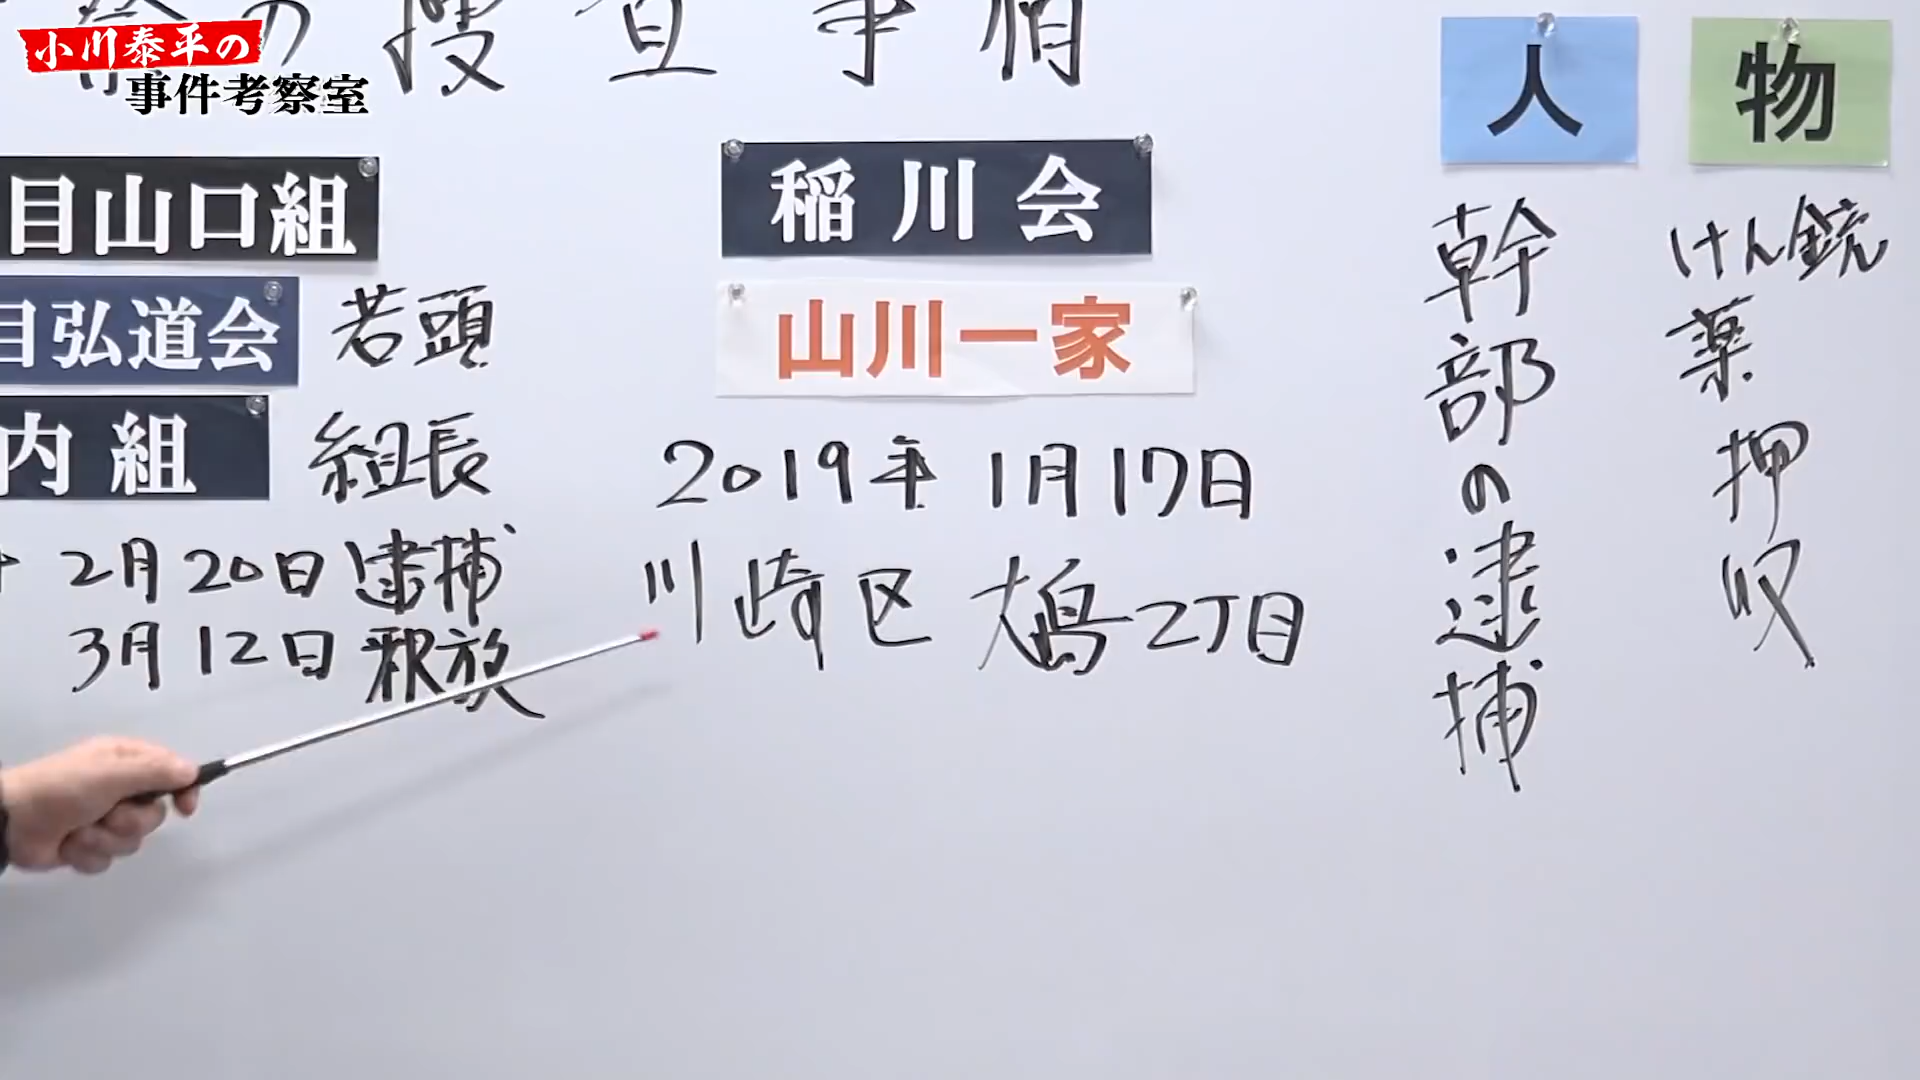 小川泰平の
事件考察室
の捜査事情
目山口組
目弘道会 若頭
内組 組長
2月20日 逮捕
3月12日 釈放
稲川会
山川一家
2019年 1月17日
川崎区 大島2丁目
人
幹部の逮捕
物
けん銃
薬
押収